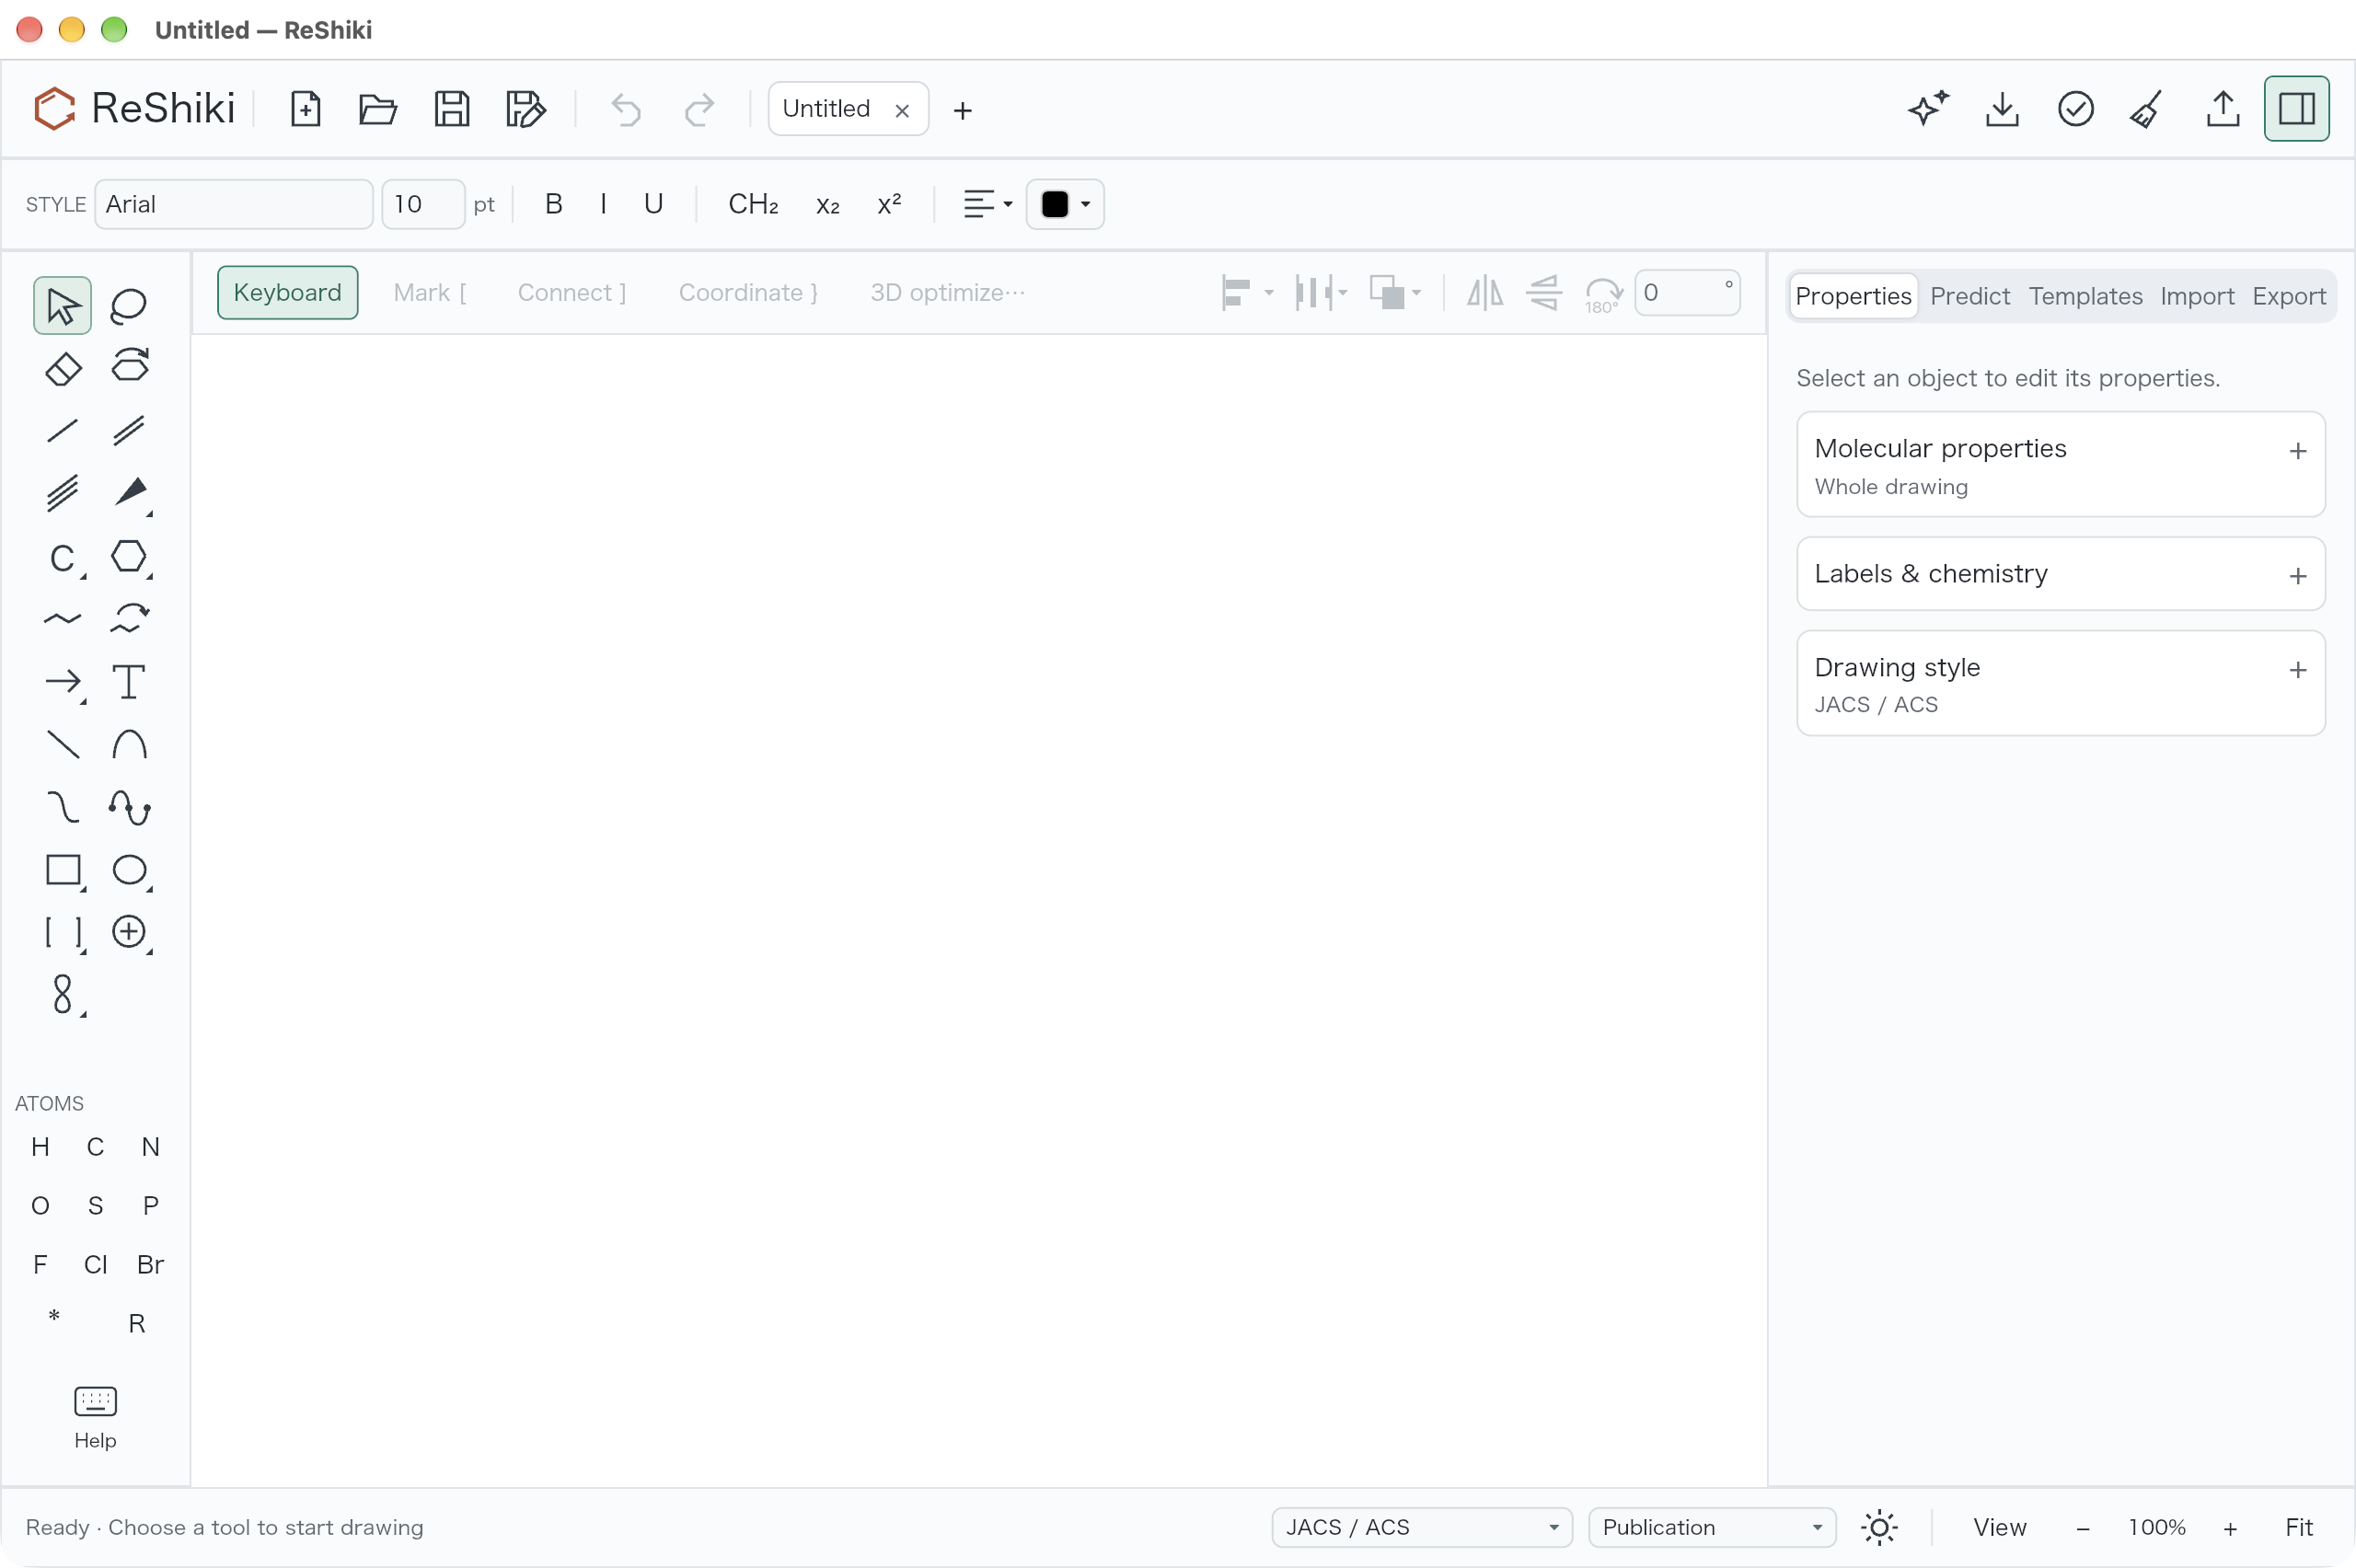 Untitled — ReShiki
ReShiki
Untitled × +
STYLE Arial 10 pt B I U CH₂ x₂ x²
Keyboard Mark [ Connect ] Coordinate } 3D optimize⋯ 180° 0 °
Properties Predict Templates Import Export
Select an object to edit its properties.
Molecular properties +
Whole drawing
Labels & chemistry +
Drawing style +
JACS / ACS
C
T
[ ]
ATOMS
H C N
O S P
F Cl Br
* R
Help
Ready · Choose a tool to start drawing
JACS / ACS Publication View − 100% + Fit